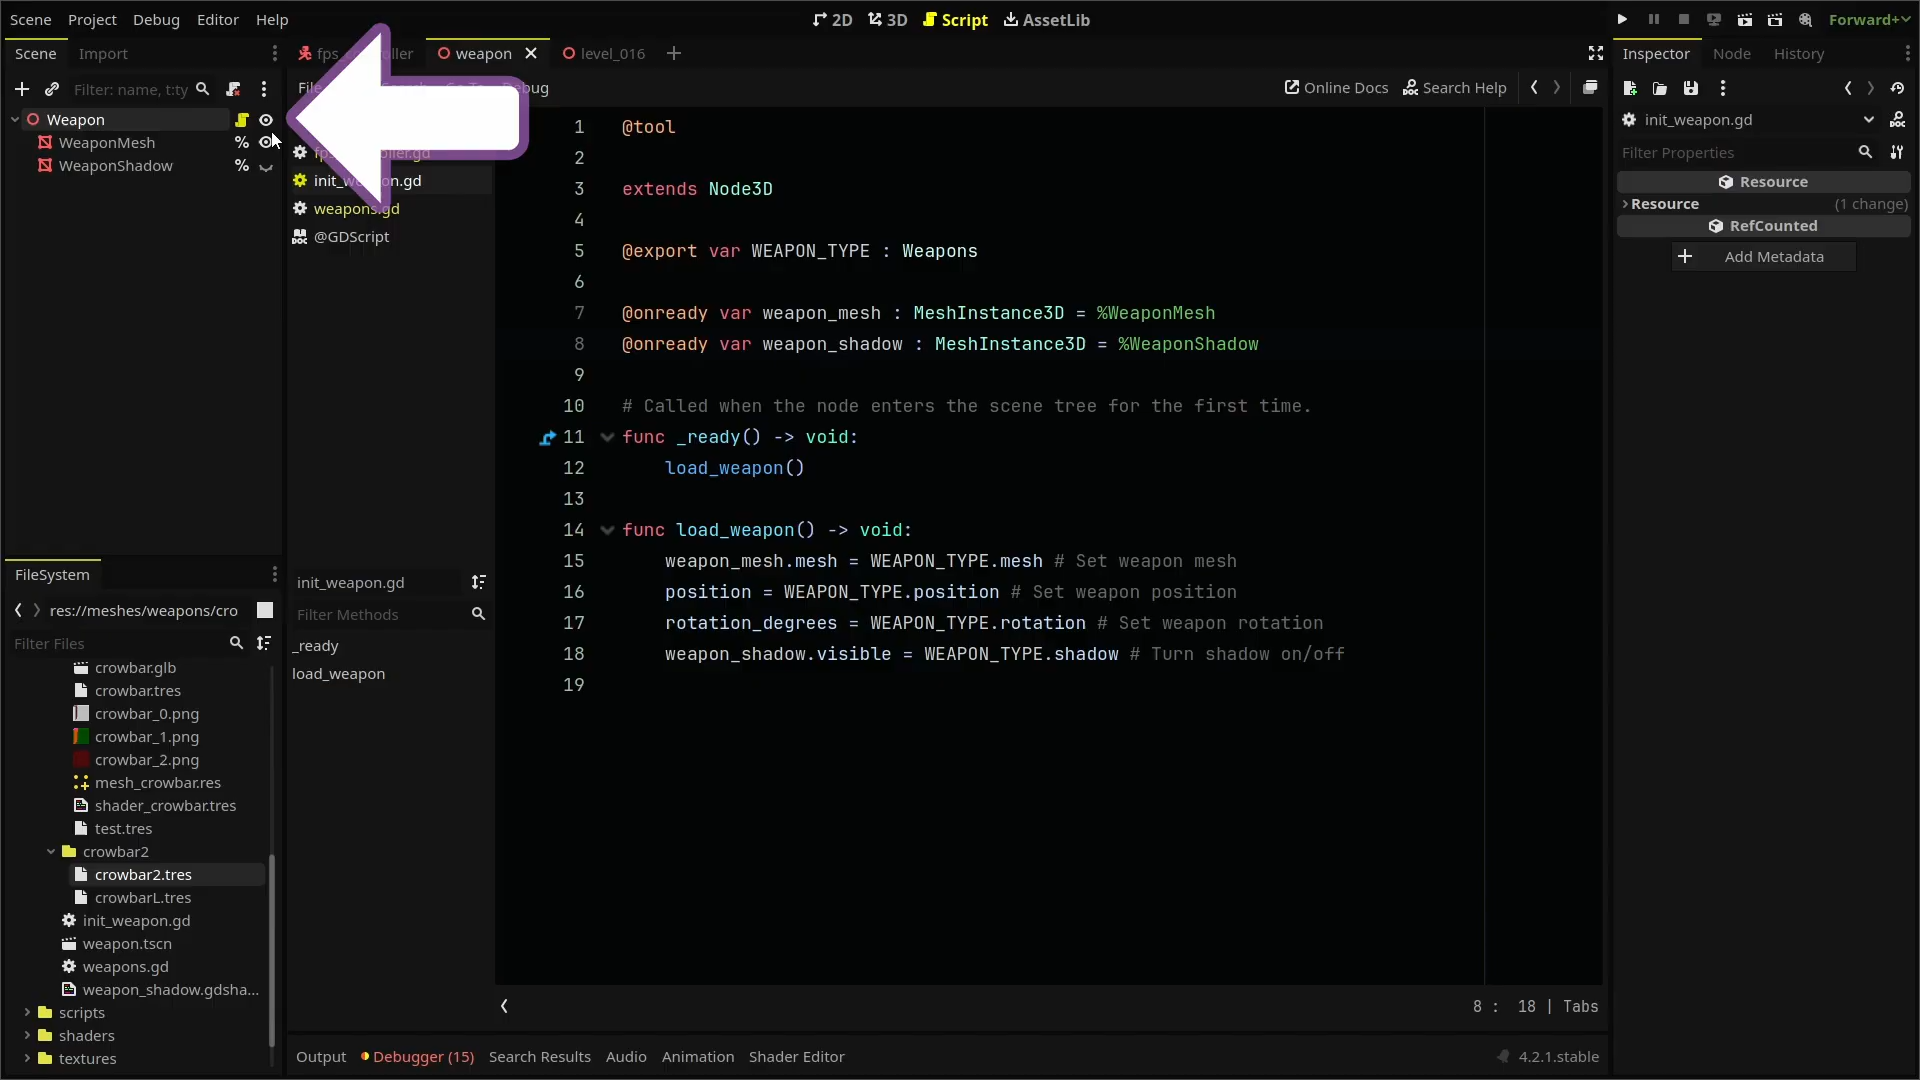 Scene Project Debug Editor Help
2D 3D Script AssetLib
Forward+
Scene Import
weapon
level_016
Inspector Node History
Filter: name, t:ty
Online Docs Search Help
Weapon
WeaponMesh
WeaponShadow
weapons.gd
@GDScript
1 @tool
2
3 extends Node3D
4
5 @export var WEAPON_TYPE : Weapons
6
7 @onready var weapon_mesh : MeshInstance3D = %WeaponMesh
8 @onready var weapon_shadow : MeshInstance3D = %WeaponShadow
9
10 # Called when the node enters the scene tree for the first time.
11 func _ready() -> void:
12 load_weapon()
13
14 func load_weapon() -> void:
15 weapon_mesh.mesh = WEAPON_TYPE.mesh # Set weapon mesh
16 position = WEAPON_TYPE.position # Set weapon position
17 rotation_degrees = WEAPON_TYPE.rotation # Set weapon rotation
18 weapon_shadow.visible = WEAPON_TYPE.shadow # Turn shadow on/off
19
init_weapon.gd
Filter Properties
Resource
Resource (1 change)
RefCounted
Add Metadata
init_weapon.gd
Filter Methods
_ready
load_weapon
FileSystem
res://meshes/weapons/cro
Filter Files
crowbar.glb
crowbar.tres
crowbar_0.png
crowbar_1.png
crowbar_2.png
mesh_crowbar.res
shader_crowbar.tres
test.tres
crowbar2
crowbar2.tres
crowbarL.tres
init_weapon.gd
weapon.tscn
weapons.gd
weapon_shadow.gdsha...
scripts
shaders
textures
8 : 18 | Tabs
Output Debugger (15) Search Results Audio Animation Shader Editor
4.2.1.stable